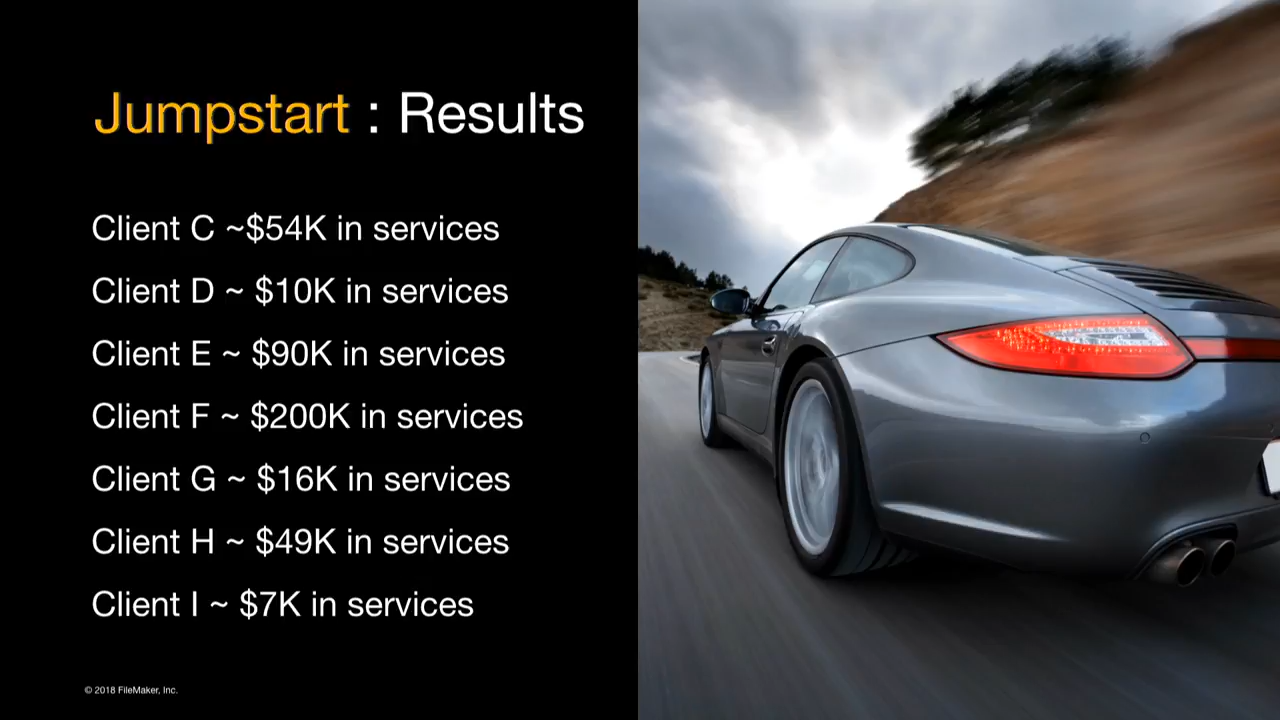 Jumpstart : Results
Client C ~$54K in services
Client D ~ $10K in services
Client E ~ $90K in services
Client F ~ $200K in services
Client G ~ $16K in services
Client H ~ $49K in services
Client I ~ $7K in services
© 2018 FileMaker, Inc.